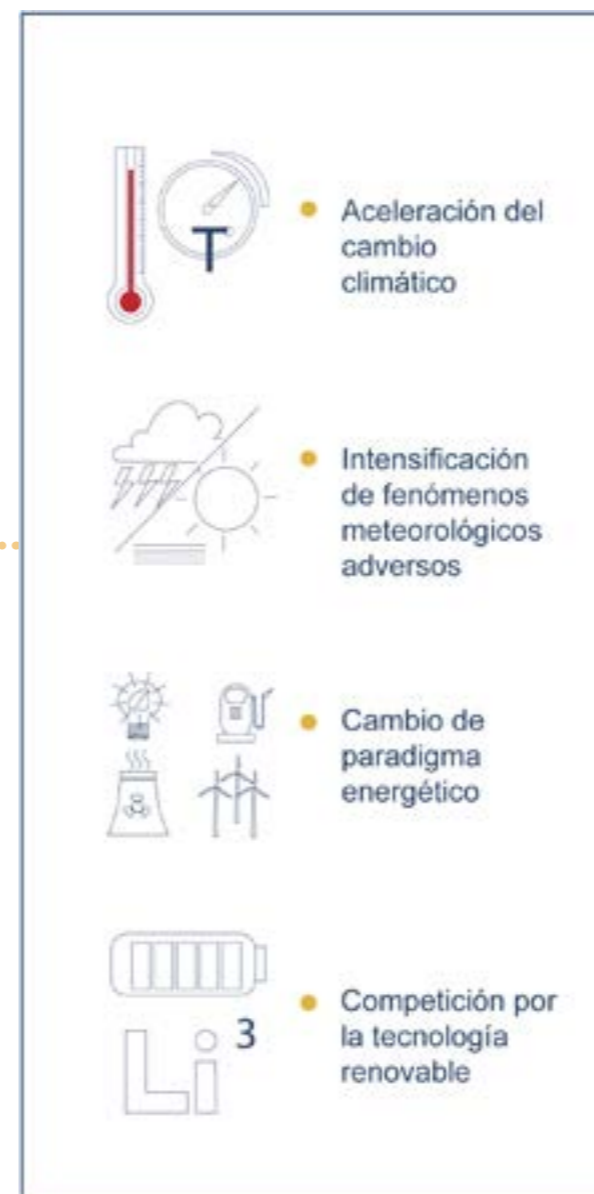 T
Aceleración del
cambio
climático
Intensificación
de fenómenos
meteorológicos
adversos
Cambio de
paradigma
energético
Li 3
Competición por
la tecnología
renovable